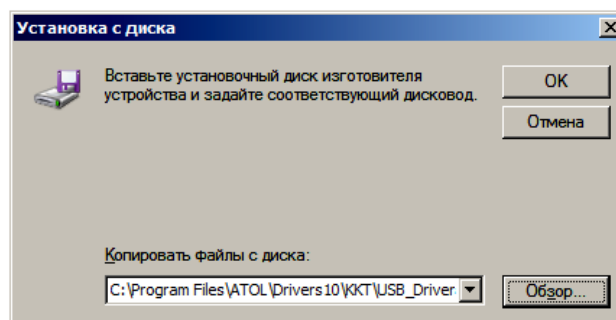 Установка с диска
Вставьте установочный диск изготовителя
устройства и задайте соответствующий дисковод.
OK
Отмена
Копировать файлы с диска:
C:\Program Files\ATOL\Drivers10\KKT\USB_Driver
Обзор...